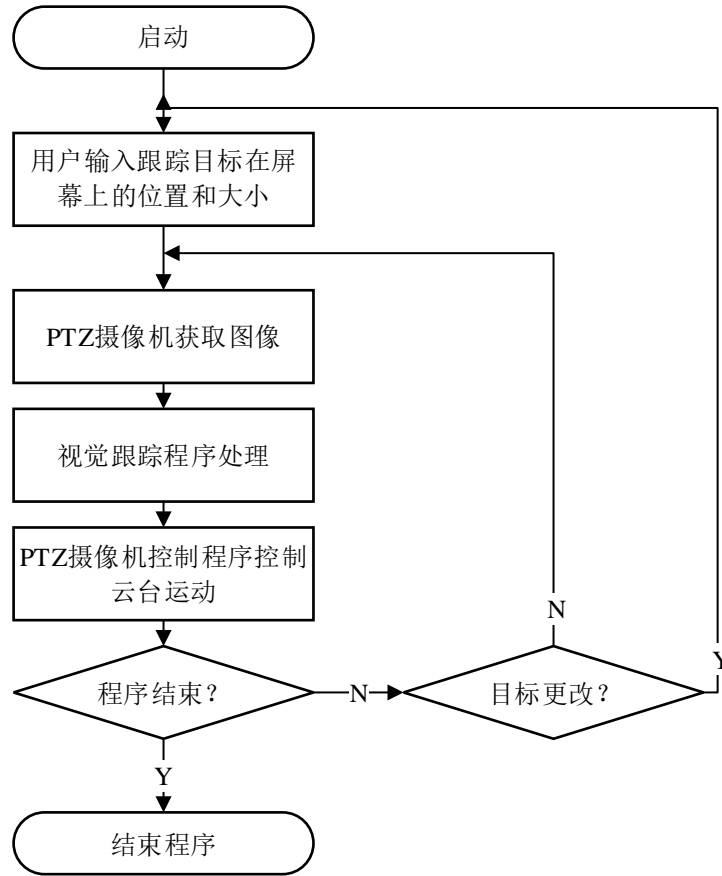 启动
用户输入跟踪目标在屏
幕上的位置和大小
PTZ摄像机获取图像
视觉跟踪程序处理
PTZ摄像机控制程序控制
云台运动
N
程序结束？
N
目标更改？
Y
Y
结束程序